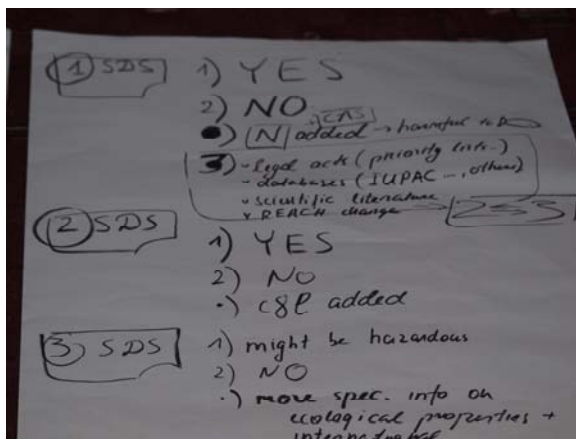 1 SDS
1) YES
2) NO
+ CAS
•) N added → harmful to
3) - Legal acts (priority lists..)
- databases (IUPAC ..., others)
- scientific literature
REACH change
2 SDS
1) YES
2) NO
·) C&P added
3) SDS
1) might be hazardous
2) NO
·) more spec. info on
ecological properties +